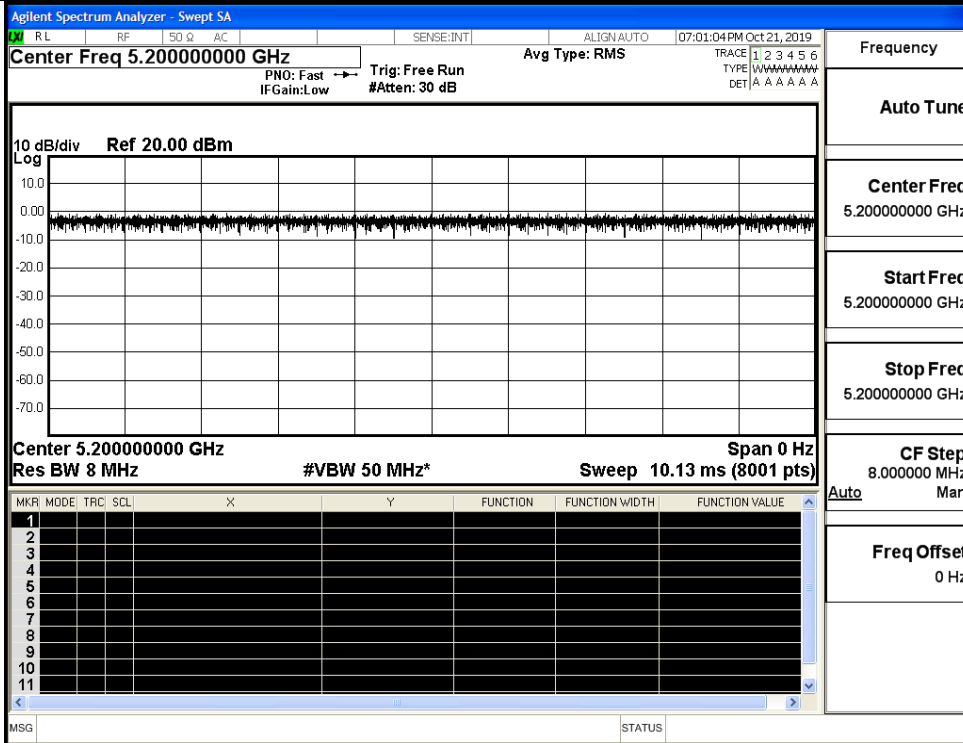 Agilent Spectrum Analyzer - Swept SA
LXI RL RF 50 Ω AC SENSE:INT ALIGN AUTO 07:01:04 PM Oct 21, 2019
Center Freq 5.200000000 GHz Avg Type: RMS TRACE 1 2 3 4 5 6
PNO: Fast Trig: Free Run TYPE WWWWWW
IFGain:Low #Atten: 30 dB DET A A A A A A
10 dB/div Ref 20.00 dBm
Log
10.0
0.00
-10.0
-20.0
-30.0
-40.0
-50.0
-60.0
-70.0
Center 5.200000000 GHz Span 0 Hz
Res BW 8 MHz #VBW 50 MHz* Sweep 10.13 ms (8001 pts)
MKR MODE TRC SCL X Y FUNCTION FUNCTION WIDTH FUNCTION VALUE
1
2
3
4
5
6
7
8
9
10
11
MSG STATUS
Frequency
Auto Tune
Center Freq
5.200000000 GHz
Start Freq
5.200000000 GHz
Stop Freq
5.200000000 GHz
CF Step
8.000000 MHz
Auto Man
Freq Offset
0 Hz